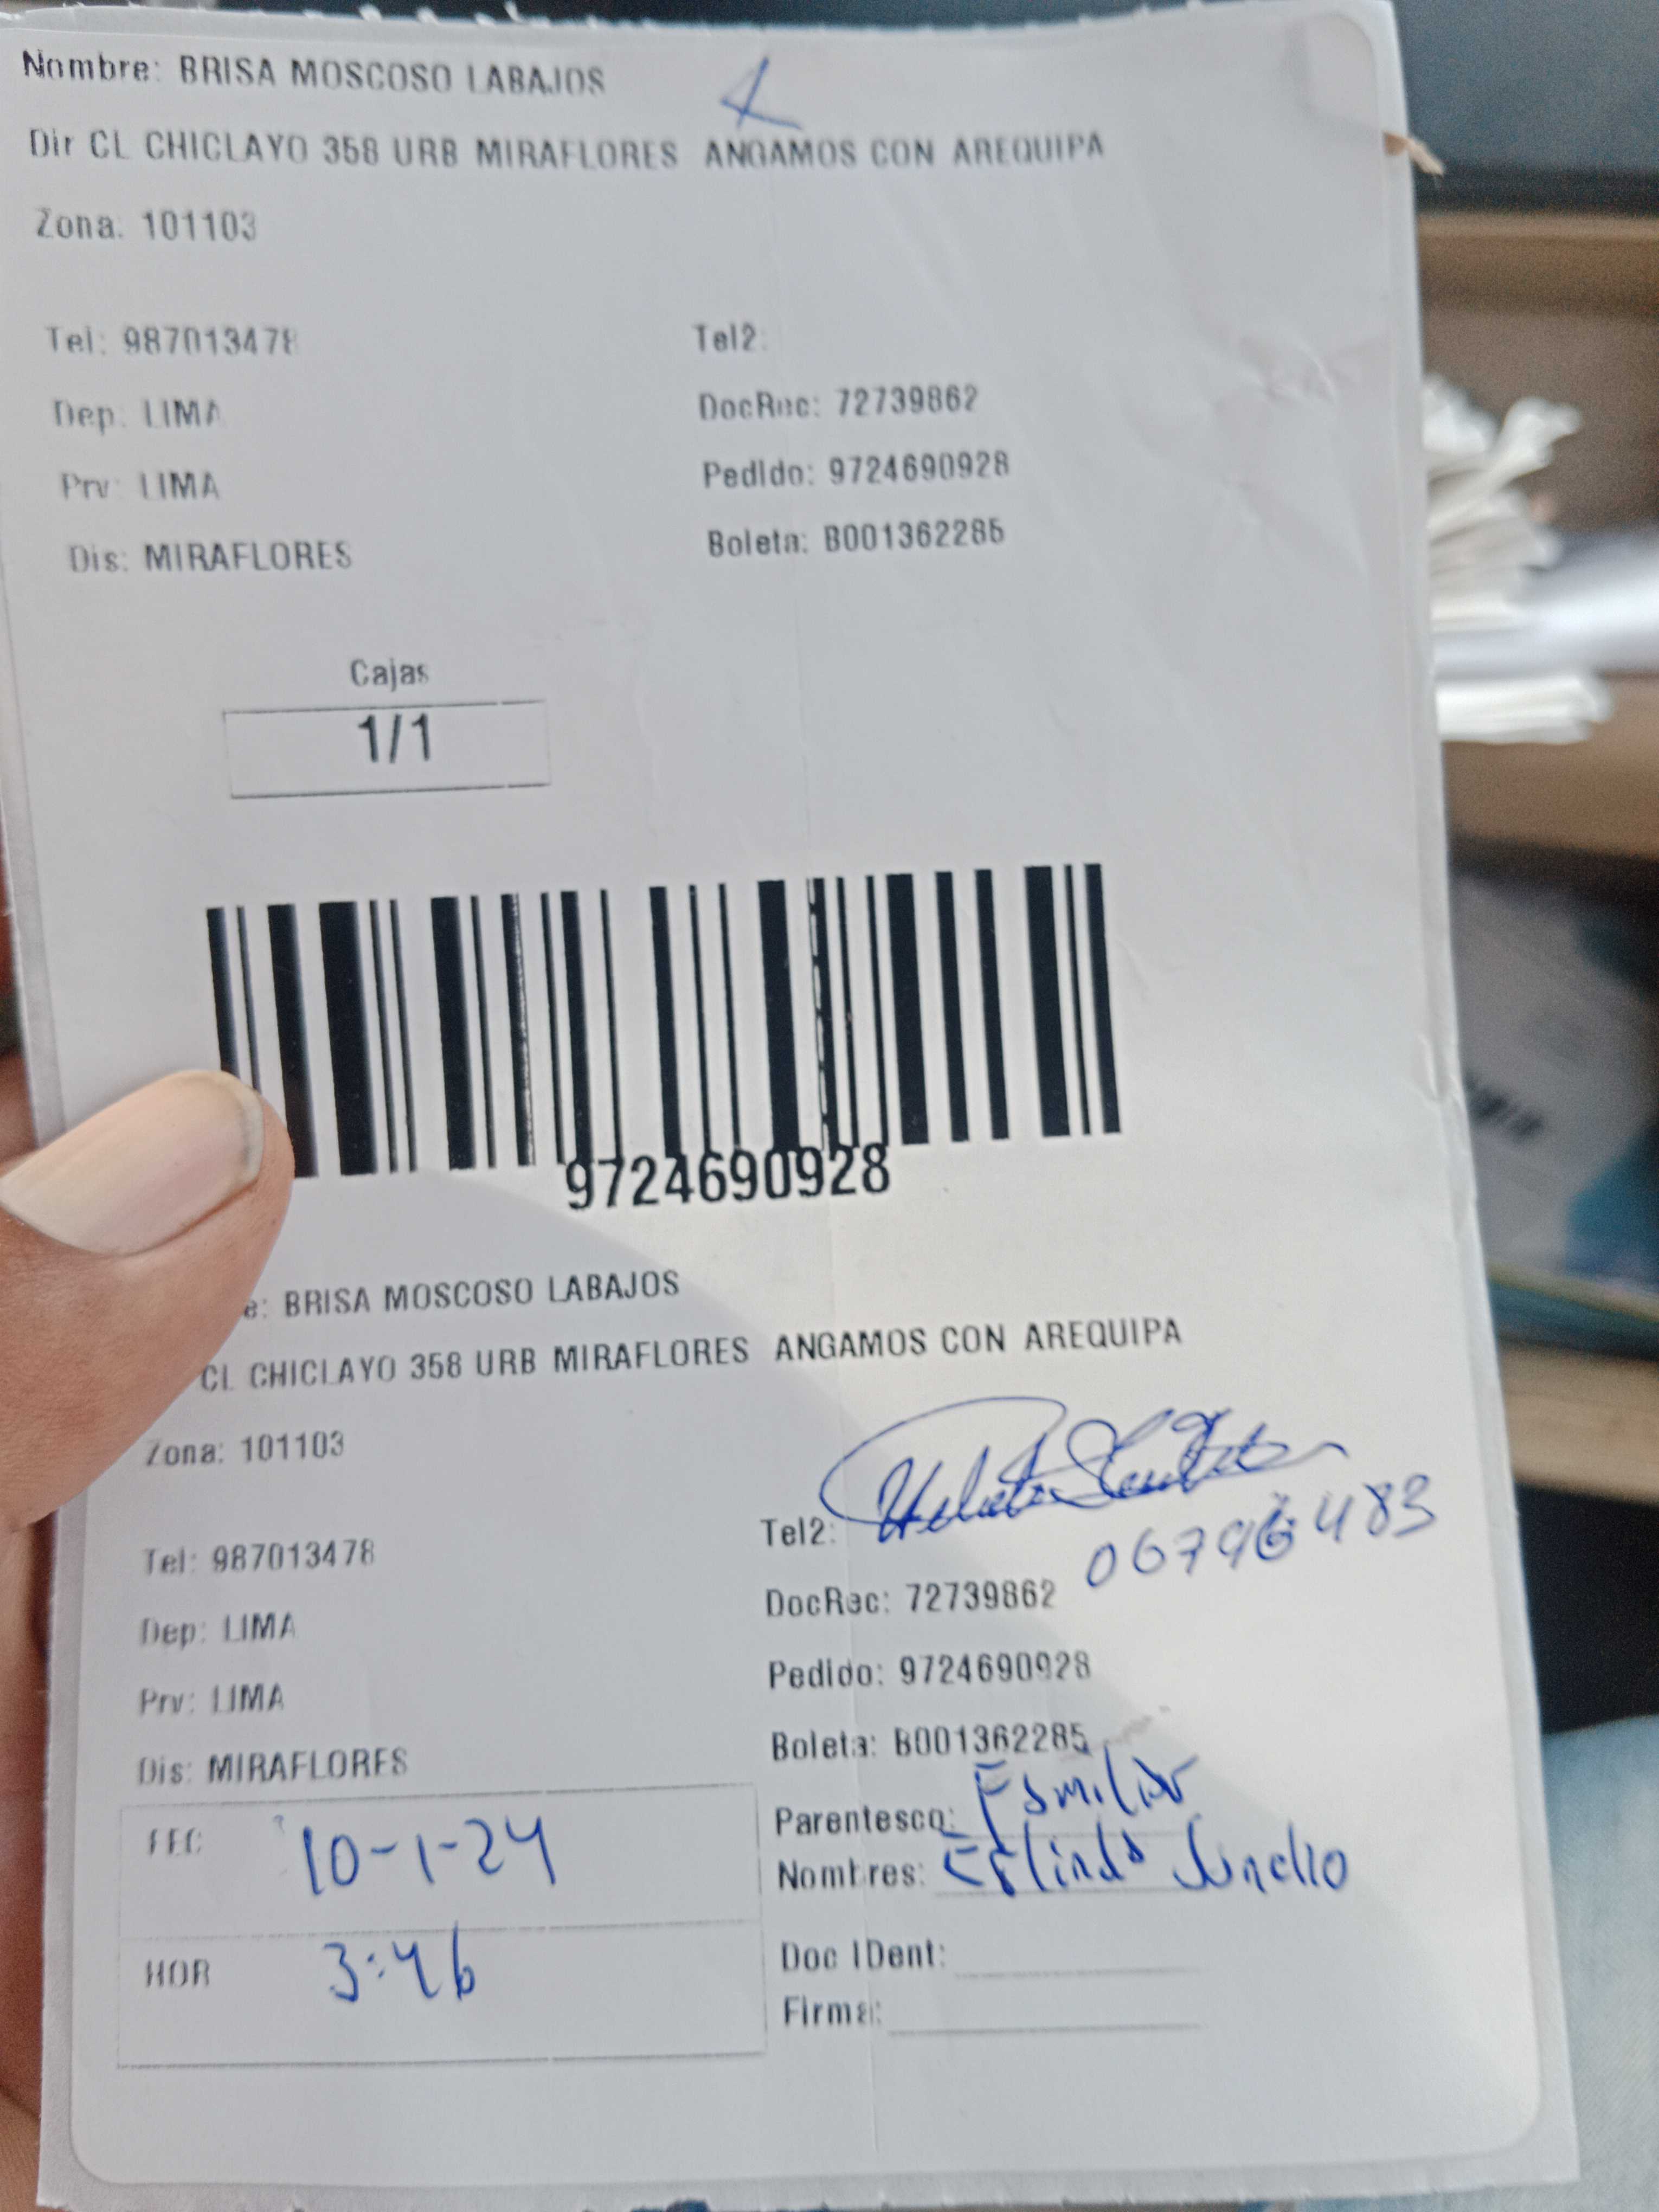 Nombre: BRISA MOSCOSO LABAJOS
Dir CL CHICLAYO 358 URB MIRAFLORES ANGAMOS CON AREQUIPA
Zona: 101103
Tel: 987013478 Tel2:
Dep: LIMA DocRec: 72739862
Prv: LIMA Pedido: 9724690928
Dis: MIRAFLORES Boleta: B001362285
Cajas
1/1
9724690928
e: BRISA MOSCOSO LABAJOS
CL CHICLAYO 358 URB MIRAFLORES ANGAMOS CON AREQUIPA
Zona: 101103
Tel: 987013478 Tel2:
06796483
Dep: LIMA DocRec: 72739862
Prv: LIMA Pedido: 9724690928
Dis: MIRAFLORES Boleta: B001362285
FEC 10-1-24 Parentesco: Familiar
Nombres:
HOR 3:46 Doc IDent:
Firma: